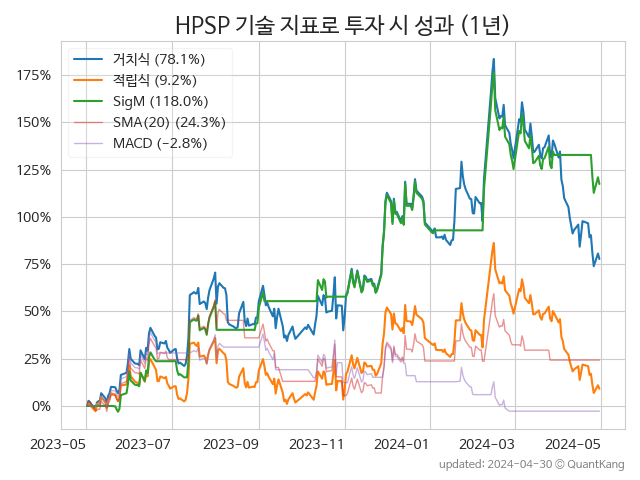 HPSP 기술 지표로 투자 시 성과 (1년)
거치식 (78.1%)
적립식 (9.2%)
SigM (118.0%)
SMA(20) (24.3%)
MACD (−2.8%)
175%
150%
125%
100%
75%
50%
25%
0%
2023-05 2023-07 2023-09 2023-11 2024-01 2024-03 2024-05
updated: 2024-04-30 © QuantKang